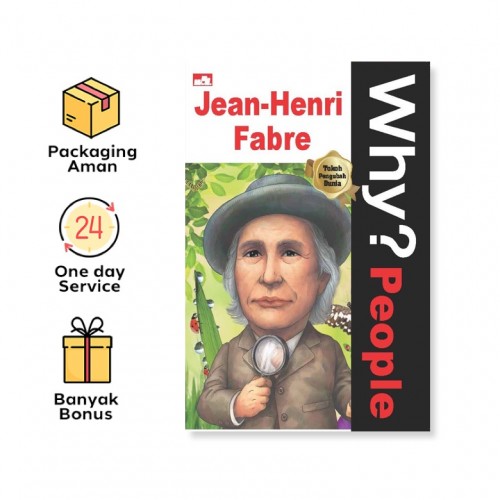 Packaging
Aman
24
One day
Service
Banyak
Bonus
Jean-Henri
Fabre
Tokoh
Pengubah
Dunia
Why? People